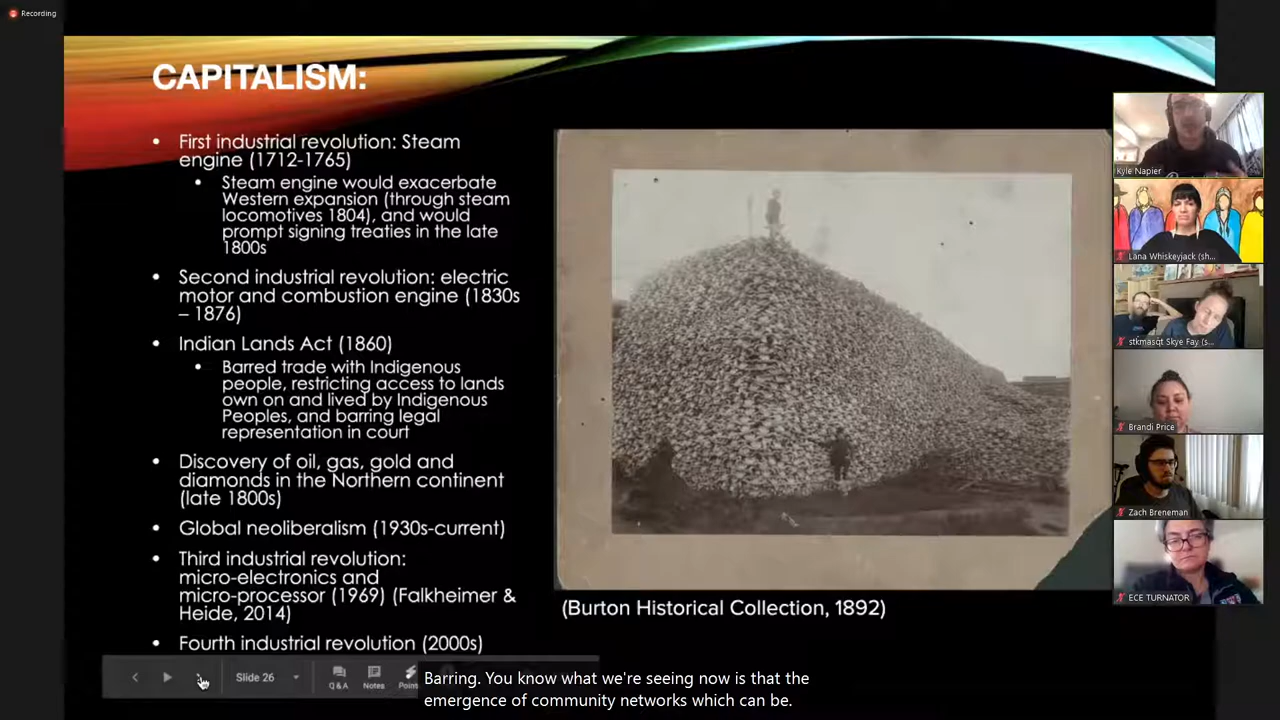 Recording
CAPITALISM:
• First industrial revolution: Steam
engine (1712-1765)
• Steam engine would exacerbate
Western expansion (through steam
locomotives 1804), and would
prompt signing treaties in the late
1800s
• Second industrial revolution: electric
motor and combustion engine (1830s
– 1876)
• Indian Lands Act (1860)
• Barred trade with Indigenous
people, restricting access to lands
own on and lived by Indigenous
Peoples, and barring legal
representation in court
• Discovery of oil, gas, gold and
diamonds in the Northern continent
(late 1800s)
• Global neoliberalism (1930s-current)
• Third industrial revolution:
micro-electronics and
micro-processor (1969) (Falkheimer &
Heide, 2014)
• Fourth industrial revolution (2000s)
(Burton Historical Collection, 1892)
Kyle Napier
Lana Whiskeyjack (sh...
stkmasqt Skye Fay (s...
Brandi Price
Zach Breneman
ECE TURNATOR
Slide 26
Q & A
Notes
Point
Barring. You know what we're seeing now is that the
emergence of community networks which can be.